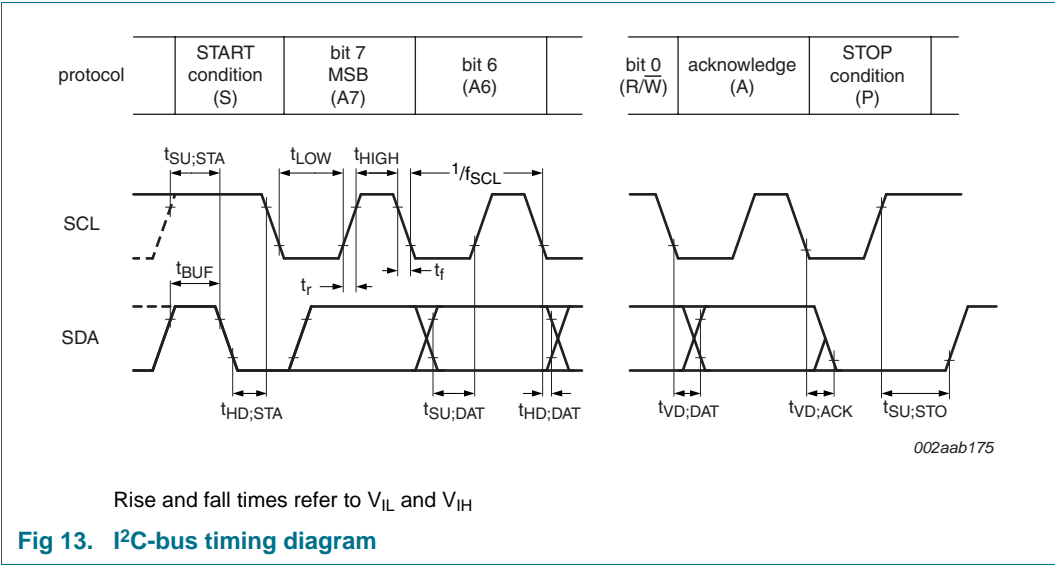 protocol
START
condition
(S)
bit 7
MSB
(A7)
bit 6
(A6)
bit 0
(R/W̅)
acknowledge
(A)
STOP
condition
(P)
tSU;STA
tLOW
tHIGH
1/fSCL
SCL
tBUF
tr
tf
SDA
tHD;STA
tSU;DAT
tHD;DAT
tVD;DAT
tVD;ACK
tSU;STO
002aab175
Rise and fall times refer to VIL and VIH
Fig 13. I²C-bus timing diagram